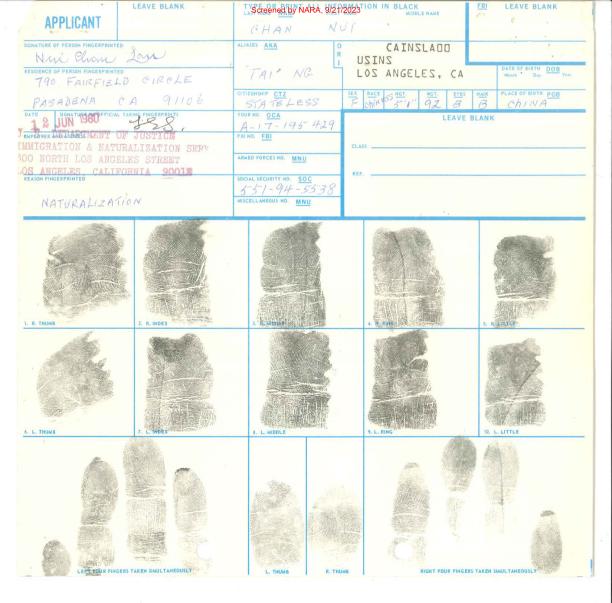 Screened by NARA, 9/21/2023
LEAVE BLANK
TYPE OR PRINT ALL INFORMATION IN BLACK
FBI
LEAVE BLANK
APPLICANT
LAST NAME
MIDDLE NAME
CHAN NUI
SIGNATURE OF PERSON FINGERPRINTED
Nui Chan
ALIASES AKA
O R I
CAINSLA00
USINS
LOS ANGELES, CA
RESIDENCE OF PERSON FINGERPRINTED
790 FAIRFIELD CIRCLE
PASADENA CA 91106
TAI NG
DATE OF BIRTH DOB
Month Day Year
CITIZENSHIP CTZ
STATELESS
SEX
F
RACE
CHINESE
HGT.
5'1"
WGT.
92
EYES
B
HAIR
B
PLACE OF BIRTH POB
CHINA
DATE
SIGNATURE OF OFFICIAL TAKING FINGERPRINTS
12 JUN 1980
YOUR NO. OCA
A-17-195 429
LEAVE BLANK
DEPARTMENT OF JUSTICE
IMMIGRATION & NATURALIZATION SERV
300 NORTH LOS ANGELES STREET
LOS ANGELES, CALIFORNIA 90012
FBI NO. FBI
CLASS
ARMED FORCES NO. MNU
REF.
REASON FINGERPRINTED
NATURALIZATION
SOCIAL SECURITY NO. SOC
551-94-5538
MISCELLANEOUS NO. MNU
1. R. THUMB
2. R. INDEX
3. R. MIDDLE
4. R. RING
5. R. LITTLE
6. L. THUMB
7. L. INDEX
8. L. MIDDLE
9. L. RING
10. L. LITTLE
LEFT FOUR FINGERS TAKEN SIMULTANEOUSLY
L. THUMB
R. THUMB
RIGHT FOUR FINGERS TAKEN SIMULTANEOUSLY